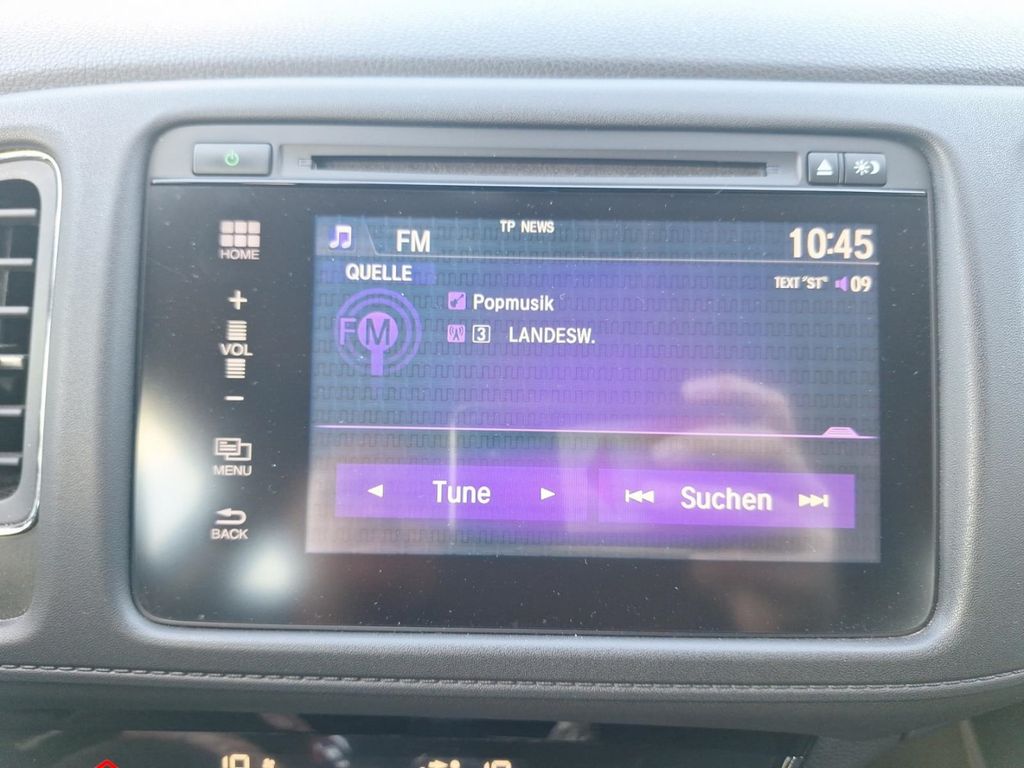 TP NEWS
FM
10:45
HOME
QUELLE
TEXT "ST" 09
Popmusik
FM
3 LANDESW.
+
VOL
-
MENU
Tune
Suchen
BACK